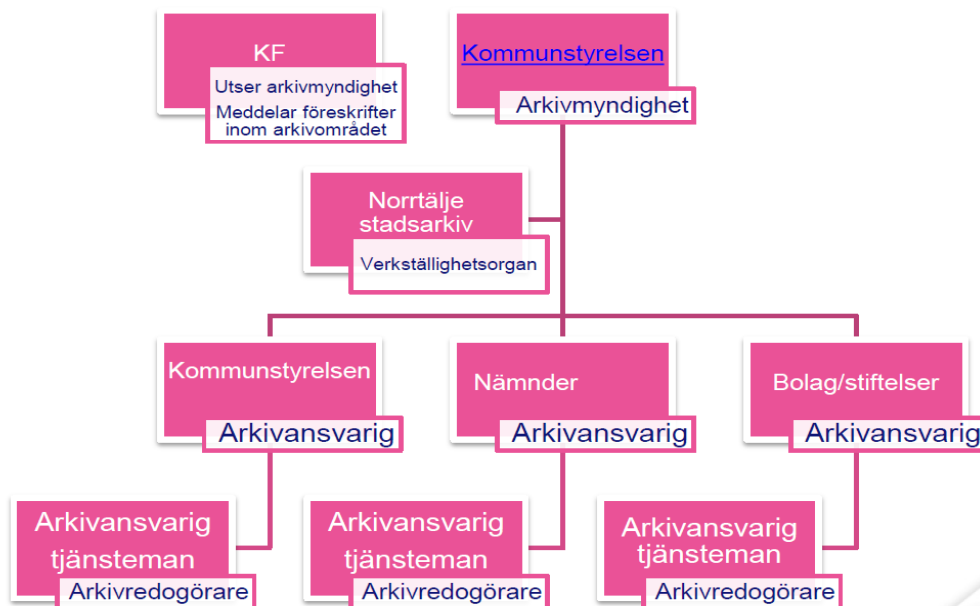 KF
Utser arkivmyndighet
Meddelar föreskrifter
inom arkivområdet
Kommunstyrelsen
Arkivmyndighet
Norrtälje
stadsarkiv
Verkställighetsorgan
Kommunstyrelsen
Arkivansvarig
Nämnder
Arkivansvarig
Bolag/stiftelser
Arkivansvarig
Arkivansvarig
tjänsteman
Arkivredogörare
Arkivansvarig
tjänsteman
Arkivredogörare
Arkivansvarig
tjänsteman
Arkivredogörare